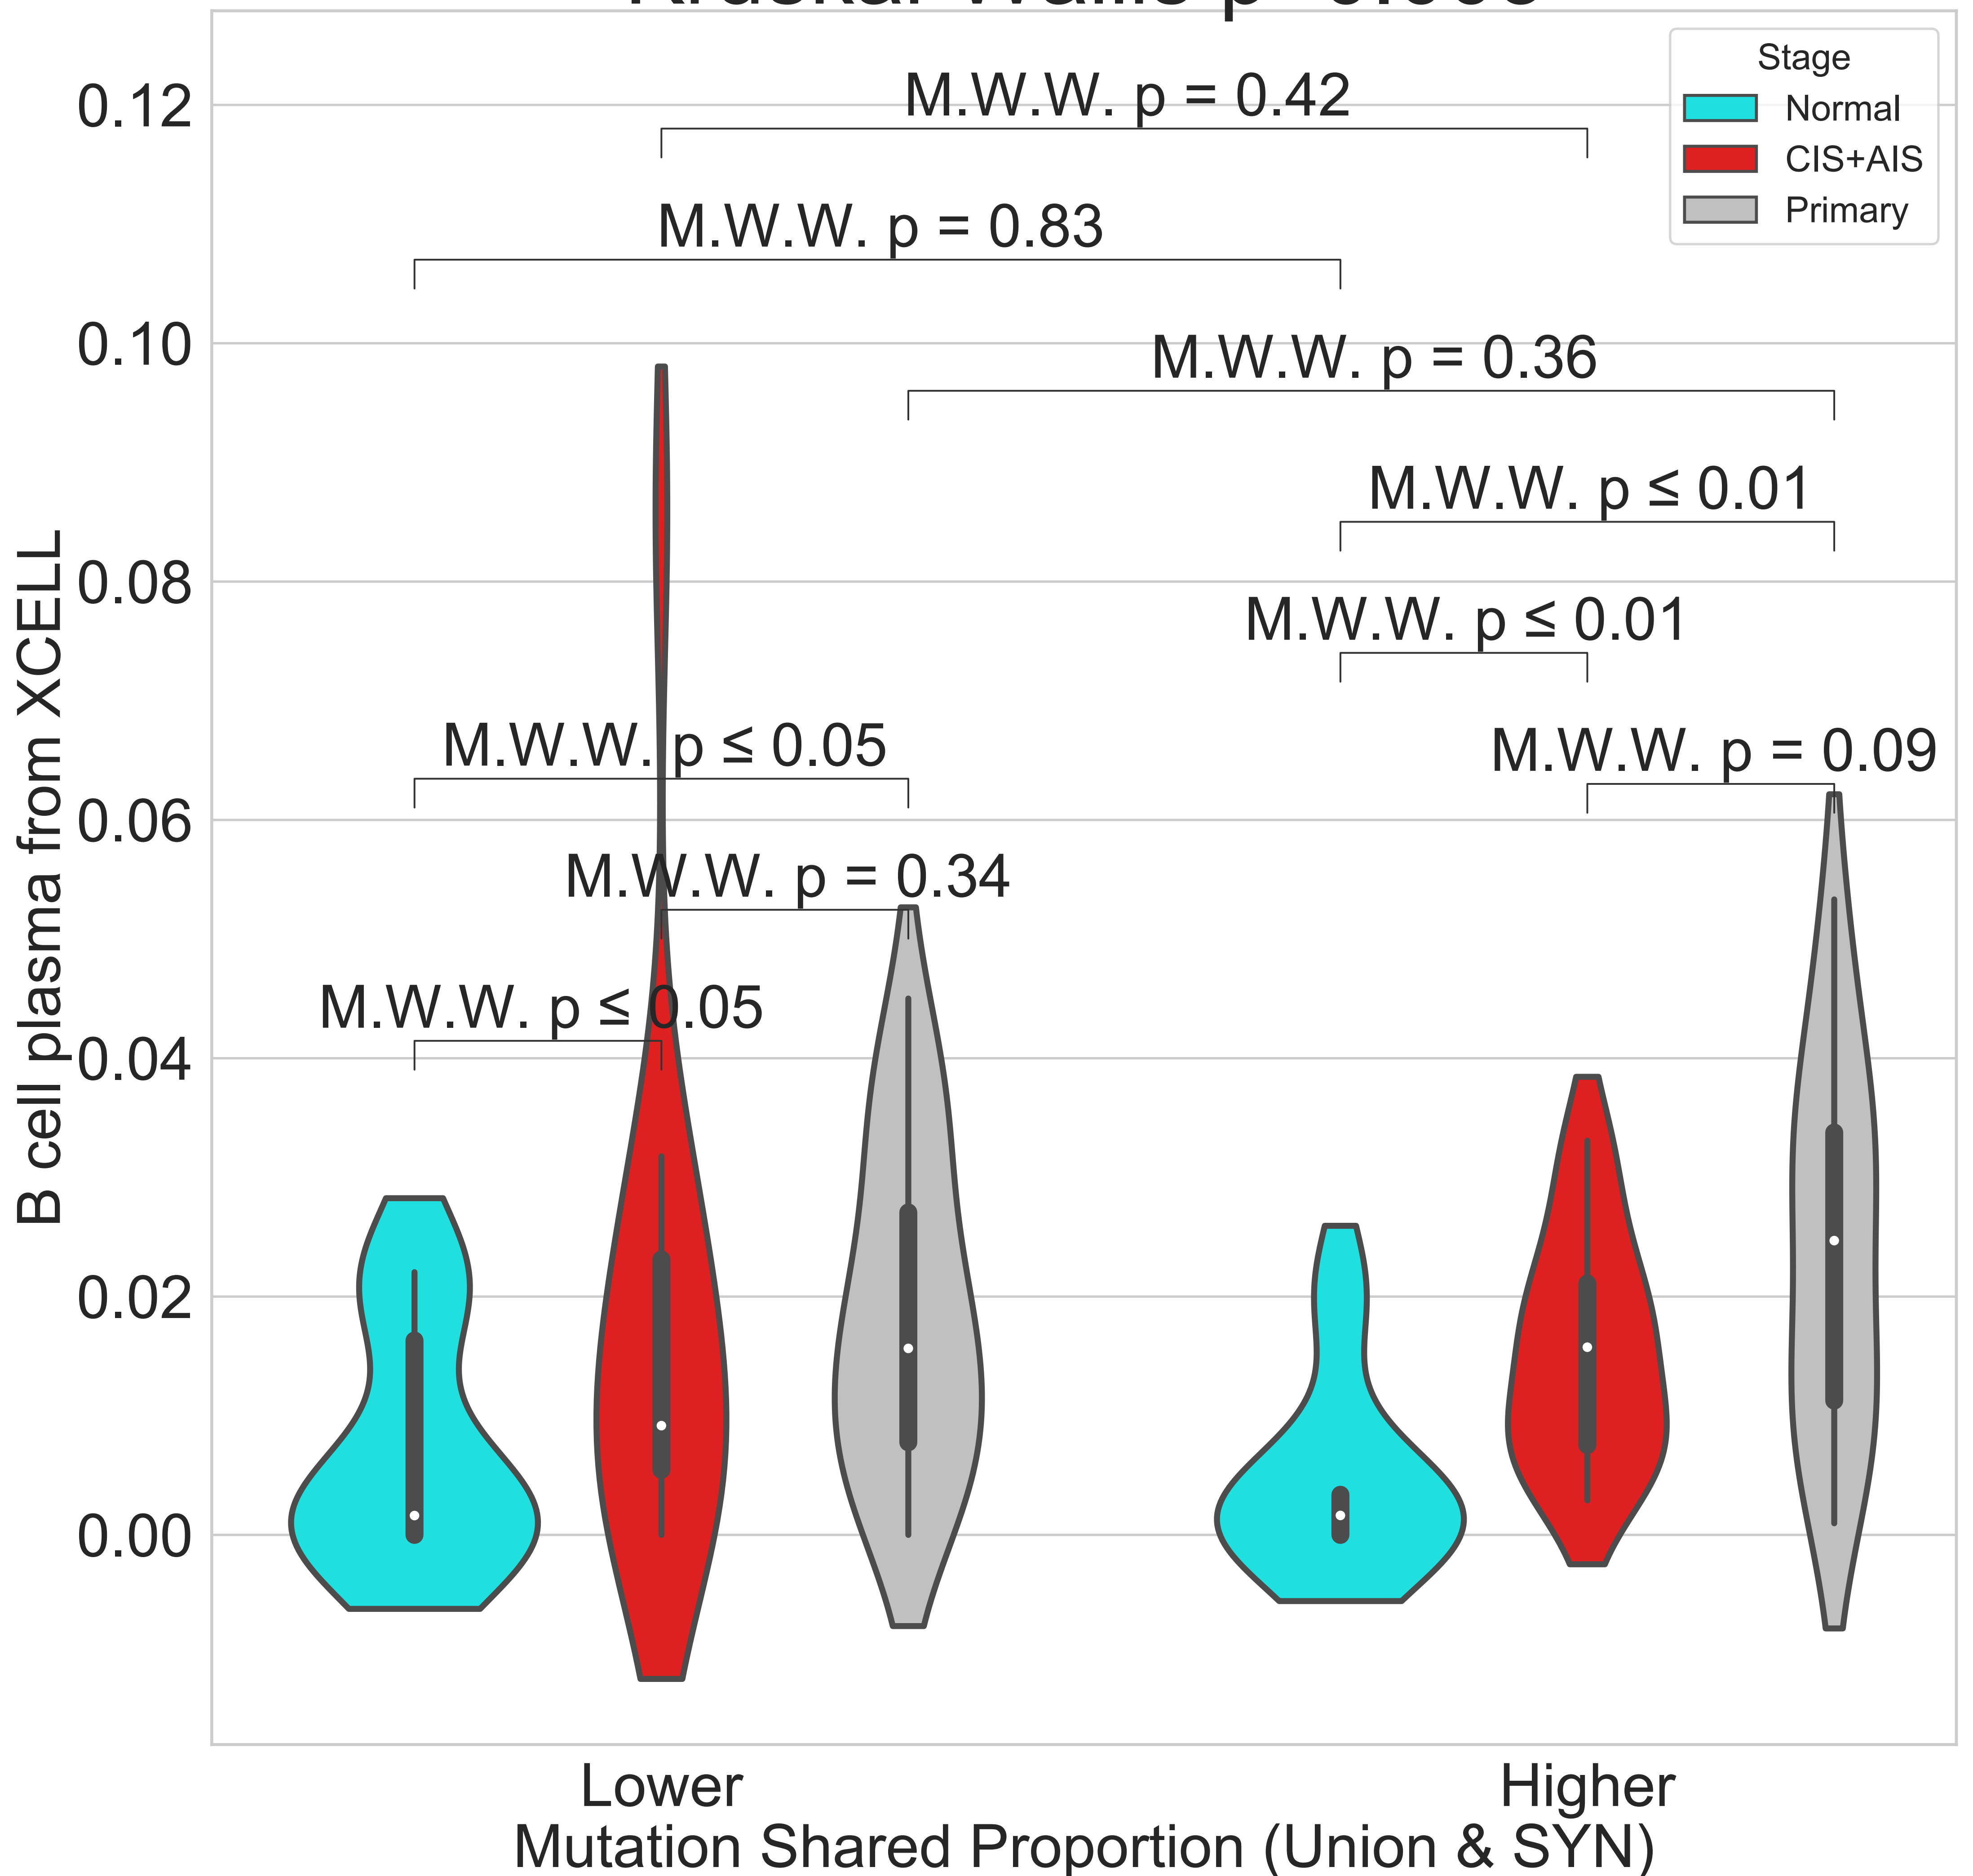 Stage
Normal
CIS+AIS
Primary
M.W.W. p = 0.42
M.W.W. p = 0.83
M.W.W. p = 0.36
M.W.W. p ≤ 0.01
M.W.W. p ≤ 0.01
M.W.W. p ≤ 0.05
M.W.W. p = 0.09
M.W.W. p = 0.34
M.W.W. p ≤ 0.05
0.12
0.10
0.08
0.06
0.04
0.02
0.00
B cell plasma from XCELL
Lower
Higher
Mutation Shared Proportion (Union & SYN)